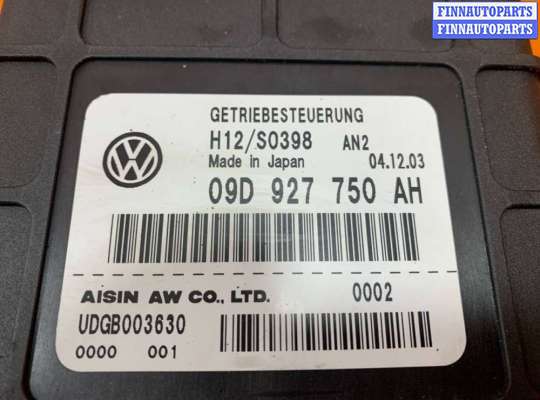 FINNAUTOPARTS
FINNAUTOPARTS
GETRIEBESTEUERUNG
H12/S0398 AN2
Made in Japan 04.12.03
09D 927 750 AH
AISIN AW CO., LTD. 0002
UDGB003630
0000 001